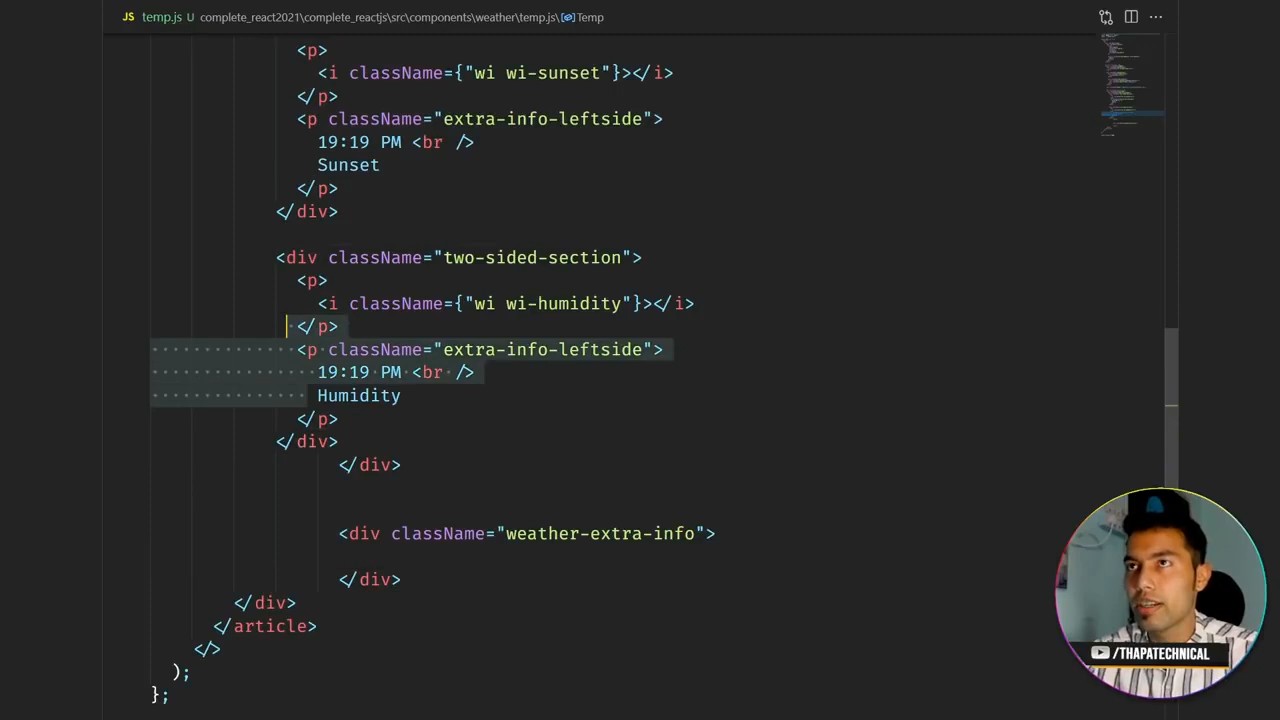 JS temp.js U complete_react2021\complete_reactjs\src\components\weather\temp.js\Temp
<p>
<i className={"wi wi-sunset"}></i>
</p>
<p className="extra-info-leftside">
19:19 PM <br />
Sunset
</p>
</div>
<div className="two-sided-section">
<p>
<i className={"wi wi-humidity"}></i>
</p>
<p className="extra-info-leftside">
19:19 PM <br />
Humidity
</p>
</div>
</div>
<div className="weather-extra-info">
</div>
</div>
</article>
</>
);
};
/THAPATECHNICAL